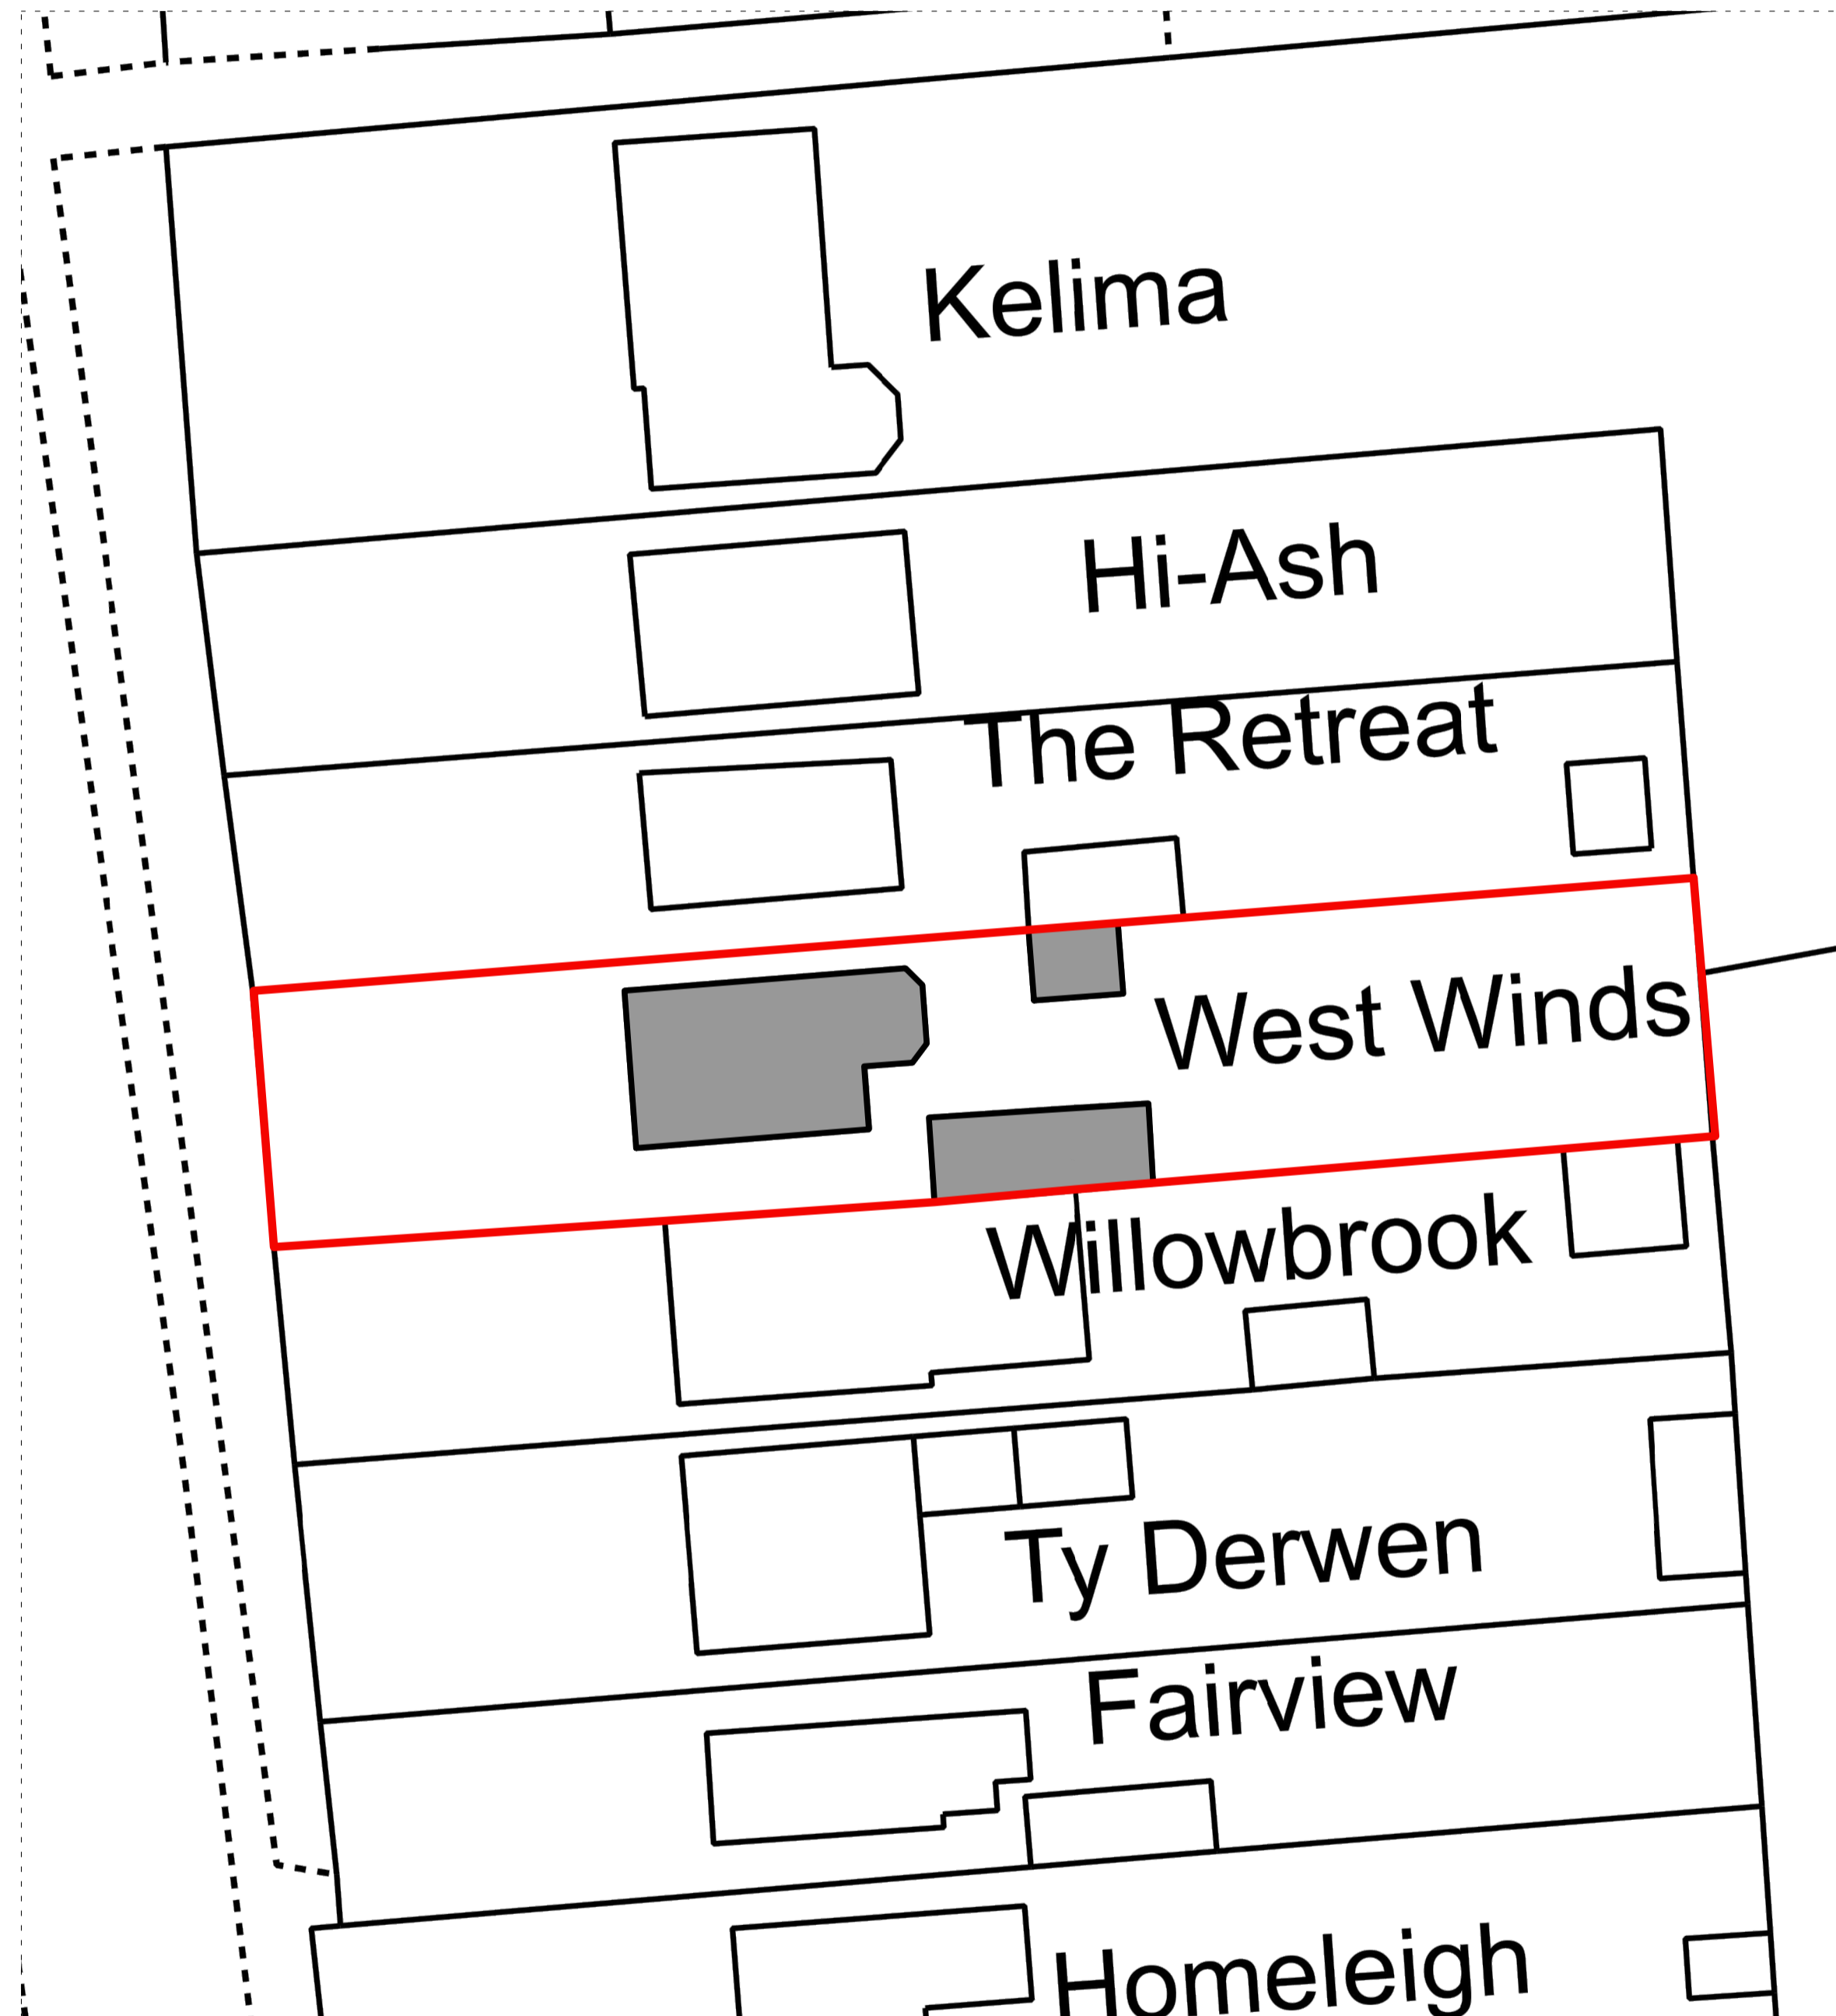 Kelima
Hi-Ash
The Retreat
West Winds
Willowbrook
Ty Derwen
Fairview
Homeleigh